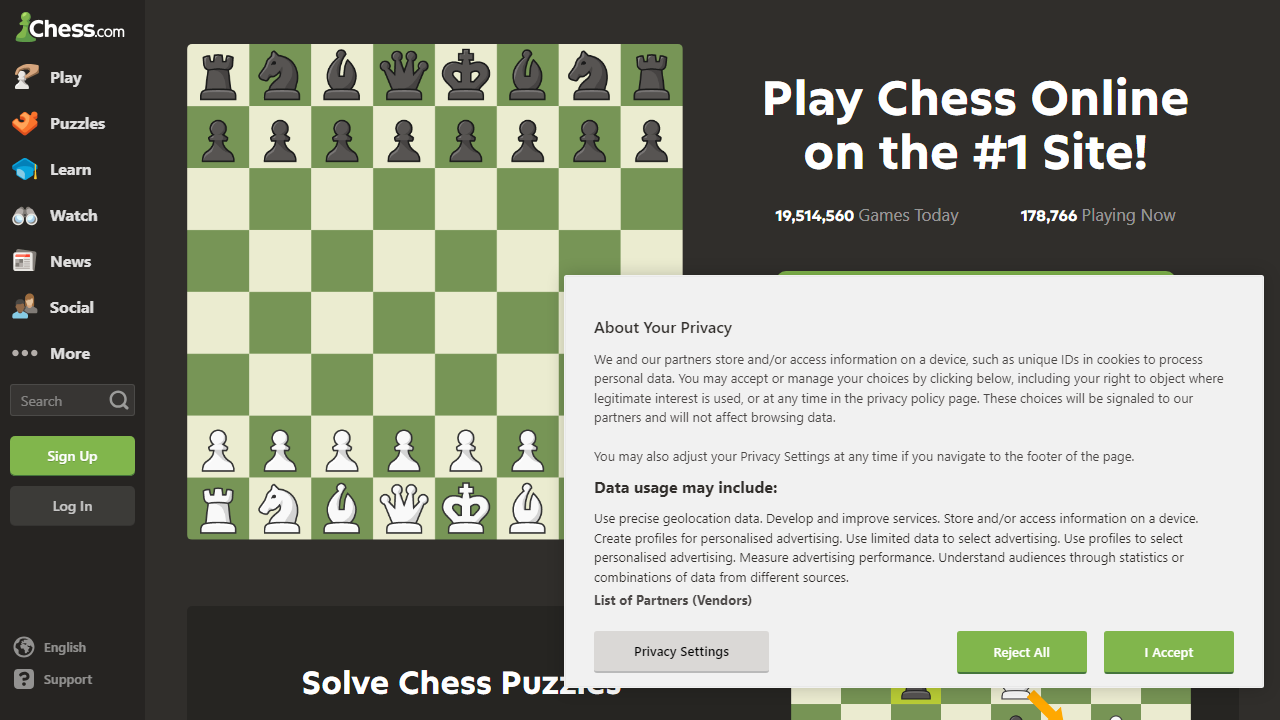 Chess.com
Play
Puzzles
Learn
Watch
News
Social
More
Search
Sign Up
Log In
English
Support
Play Chess Online
on the #1 Site!
19,514,560 Games Today
178,766 Playing Now
About Your Privacy
We and our partners store and/or access information on a device, such as unique IDs in cookies to process
personal data. You may accept or manage your choices by clicking below, including your right to object where
legitimate interest is used, or at any time in the privacy policy page. These choices will be signaled to our
partners and will not affect browsing data.
You may also adjust your Privacy Settings at any time if you navigate to the footer of the page.
Data usage may include:
Use precise geolocation data. Develop and improve services. Store and/or access information on a device.
Create profiles for personalised advertising. Use limited data to select advertising. Use profiles to select
personalised advertising. Measure advertising performance. Understand audiences through statistics or
combinations of data from different sources.
List of Partners (Vendors)
Privacy Settings
Reject All
I Accept
Solve Chess Puzzles